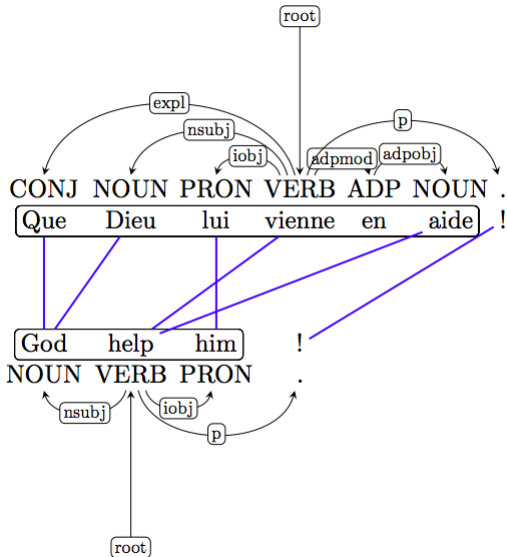 root
expl
nsubj
p
iobj adpmod adpobj
CONJ NOUN PRON VERB ADP NOUN .
Que Dieu lui vienne en aide !
God help him !
NOUN VERB PRON .
nsubj iobj
p
root